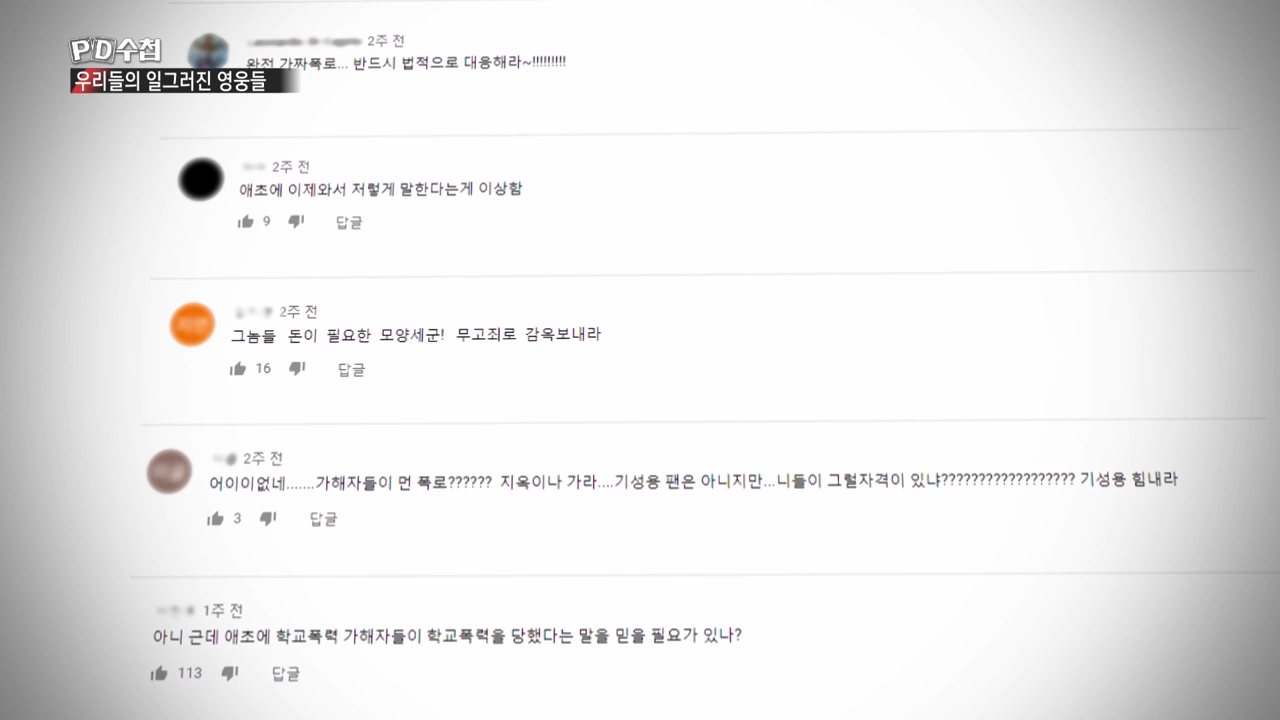 PD수첩
우리들의 일그러진 영웅들
2주 전
완전 가짜폭로... 반드시 법적으로 대응해라~!!!!!!!!!
2주 전
애초에 이제와서 저렇게 말한다는게 이상함
9 답글
2주 전
그놈들 돈이 필요한 모양세군! 무고죄로 감옥보내라
16 답글
2주 전
어이이없네.......가해자들이 먼 폭로?????? 지옥이나 가라....기성용 팬은 아니지만...니들이 그럴자격이 있냐?????????????????? 기성용 힘내라
3 답글
1주 전
아니 근데 애초에 학교폭력 가해자들이 학교폭력을 당했다는 말을 믿을 필요가 있나?
113 답글